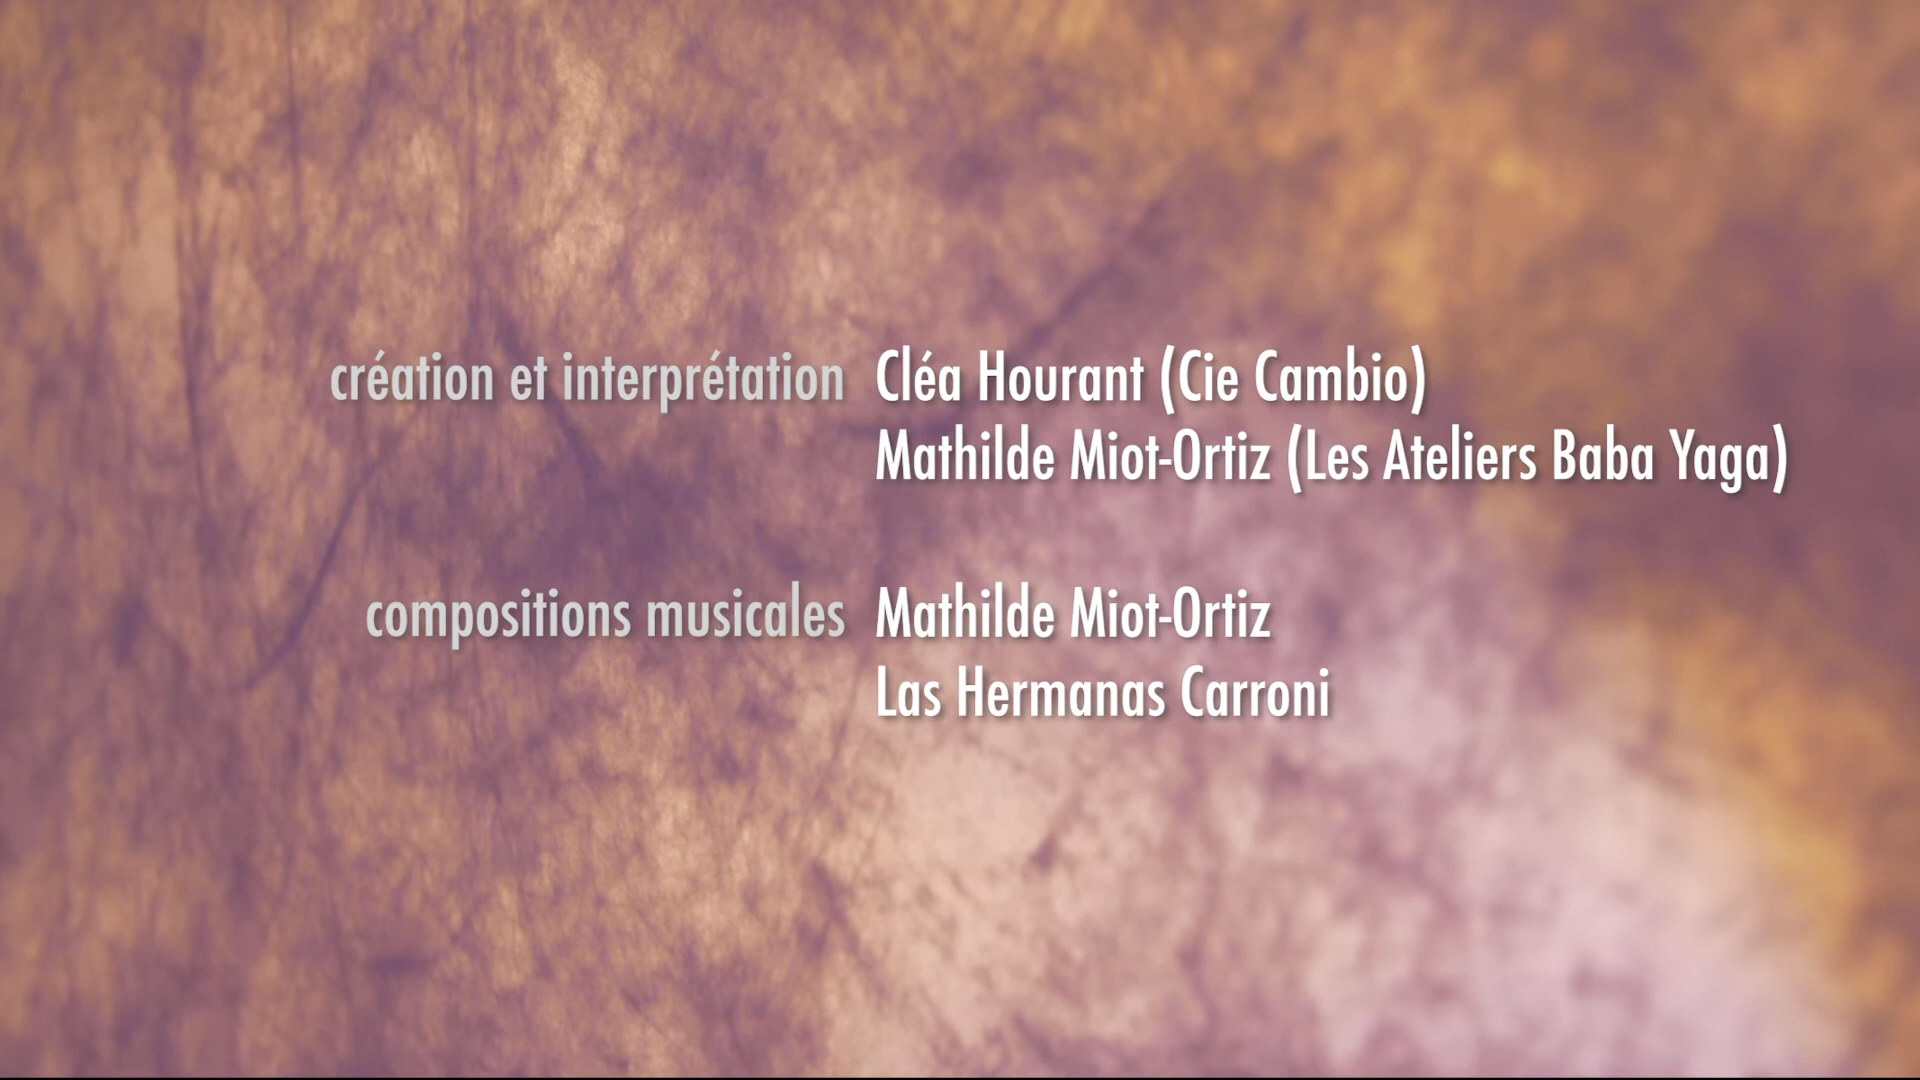 création et interprétation Cléa Hourant (Cie Cambio)
Mathilde Miot-Ortiz (Les Ateliers Baba Yaga)
compositions musicales Mathilde Miot-Ortiz
Las Hermanas Carroni